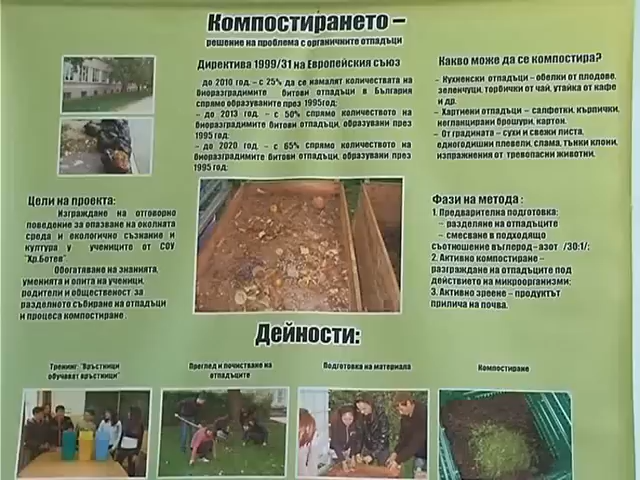 Компостирането –
решение на проблема с органичните отпадъци
Директива 1999/31 на Европейския съюз
до 2010 год. – с 25% да се намалят количествата на
биоразградимите битови отпадъци в България
спрямо образуваните през 1995год;
– до 2013 год. – с 50% спрямо количеството на
биоразградимите битови отпадъци, образувани през
1995 год;
– до 2020 год. – с 65% спрямо количеството на
биоразградимите битови отпадъци, образувани през
1995 год;
Какво може да се компостира?
– Кухненски отпадъци – обелки от плодове,
зеленчуци, торбички от чай, утайка от кафе
и др.
– Хартиени отпадъци – салфетки, кърпички,
негланцирани брошури, картон.
– От градината – сухи и свежи листа,
едногодишни плевели, слама, тънки клони,
изпражнения от тревопасни животни.
Цели на проекта:
Изграждане на отговорно
поведение за опазване на околната
среда и екологично съзнание и
култура у учениците от СОУ
"Хр.Ботев".
Обогатяване на знанията,
уменията и опита на ученици,
родители и общественост за
разделното събиране на отпадъци
и процеса компостиране.
Фази на метода:
1. Предварителна подготовка:
– разделяне на отпадъците
– смесване в подходящо
съотношение въглерод–азот /30:1/;
2. Активно компостиране –
разграждане на отпадъците под
действието на микроорганизми;
3. Активно зреене – продуктът
прилича на почва.
Дейности:
Тренинг "Връстници
обучават връстници"
Преглед и почистване на
отпадъците
Подготовка на материала
Компостиране